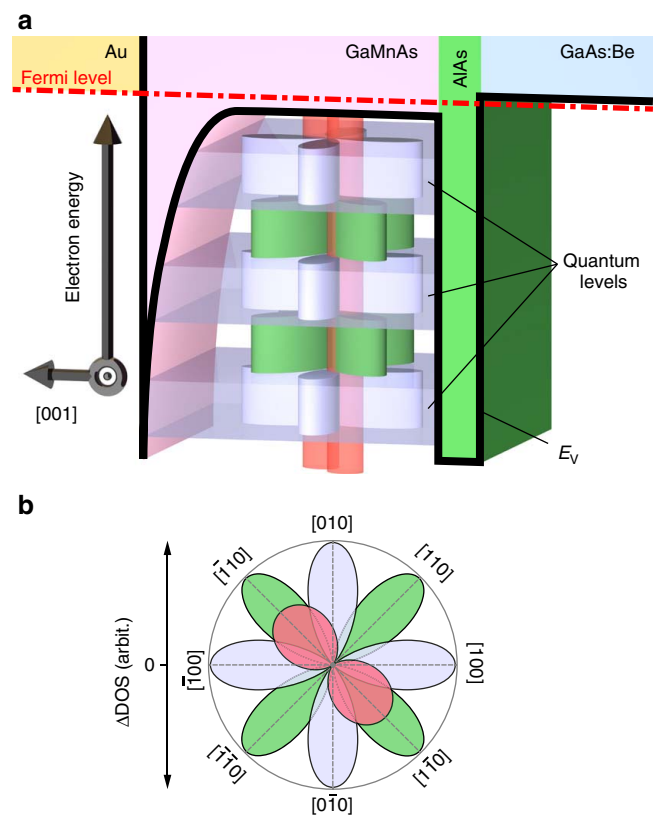 a
Au
GaMnAs
AlAs
GaAs:Be
Fermi level
Electron energy
Quantum
levels
[001]
E_V
b
[010]
[1̄10]
[110]
ΔDOS (arbit.)
0
[1̄00]
[100]
[1̄1̄0]
[11̄0]
[01̄0]